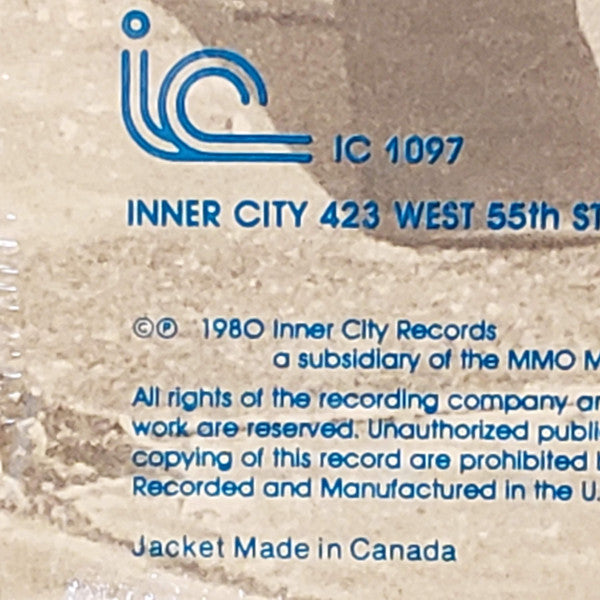 ic IC 1097
INNER CITY 423 WEST 55th ST
©℗ 1980 Inner City Records
a subsidiary of the MMO M
All rights of the recording company a
work are reserved. Unauthorized publi
copying of this record are prohibited
Recorded and Manufactured in the U.
Jacket Made in Canada